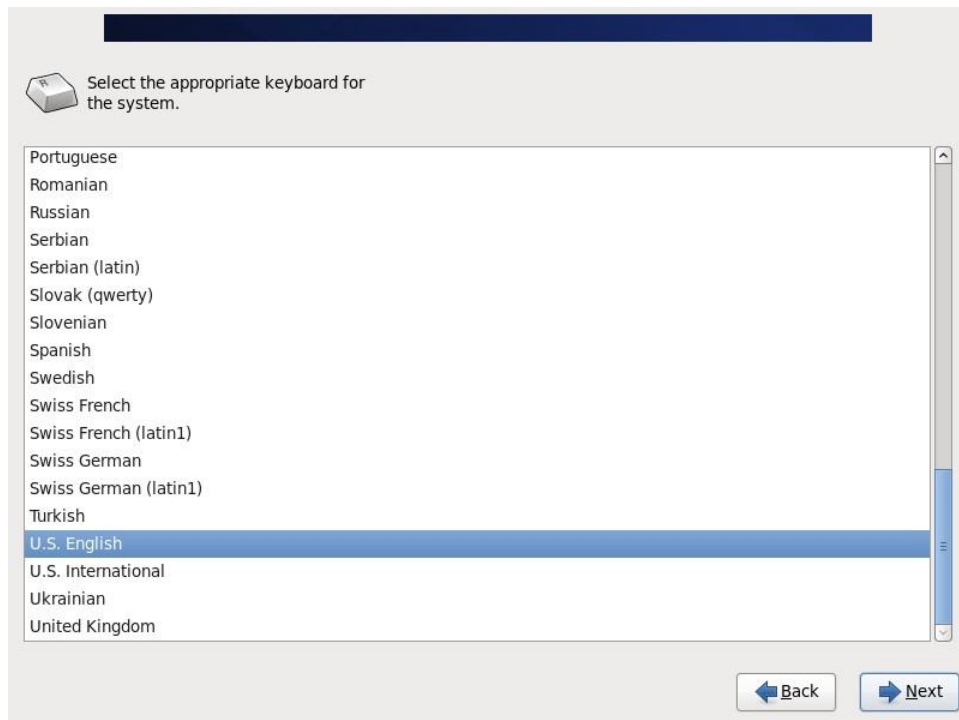 R
Select the appropriate keyboard for
the system.
Portuguese
Romanian
Russian
Serbian
Serbian (latin)
Slovak (qwerty)
Slovenian
Spanish
Swedish
Swiss French
Swiss French (latin1)
Swiss German
Swiss German (latin1)
Turkish
U.S. English
U.S. International
Ukrainian
United Kingdom
Back
Next